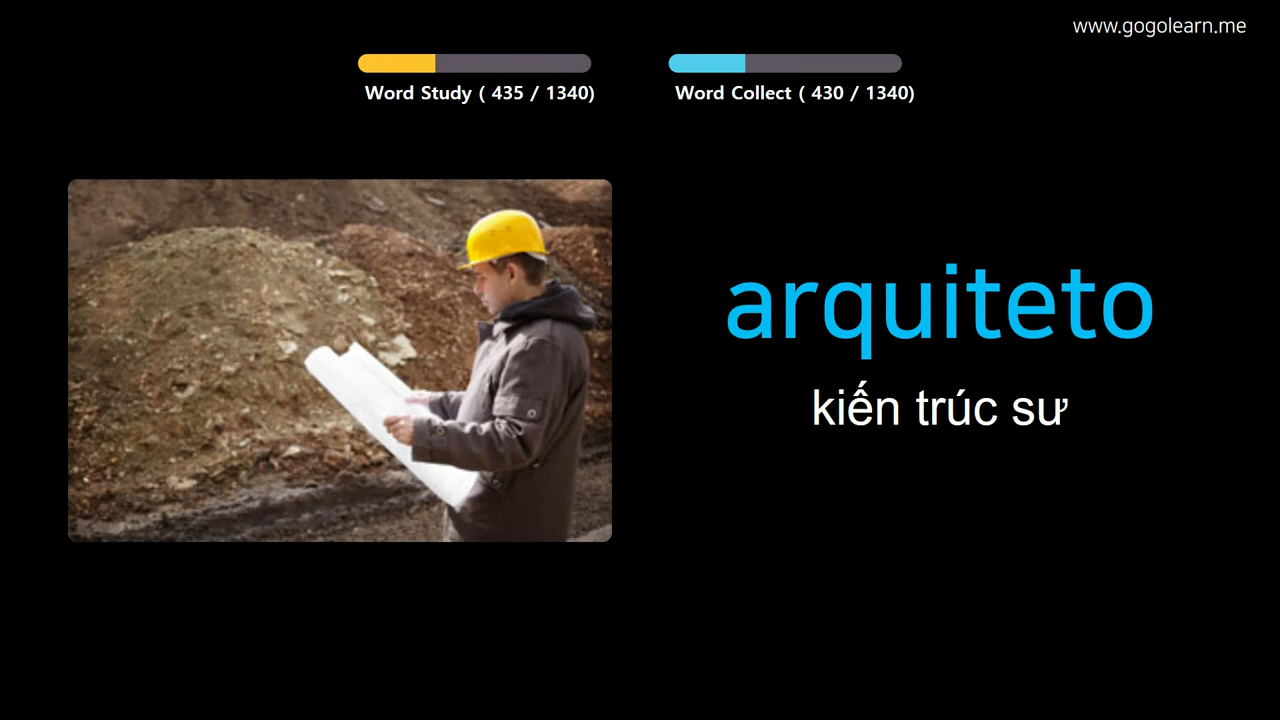 www.gogolearn.me
Word Study ( 435 / 1340)
Word Collect ( 430 / 1340)
arquiteto
kiến trúc sư